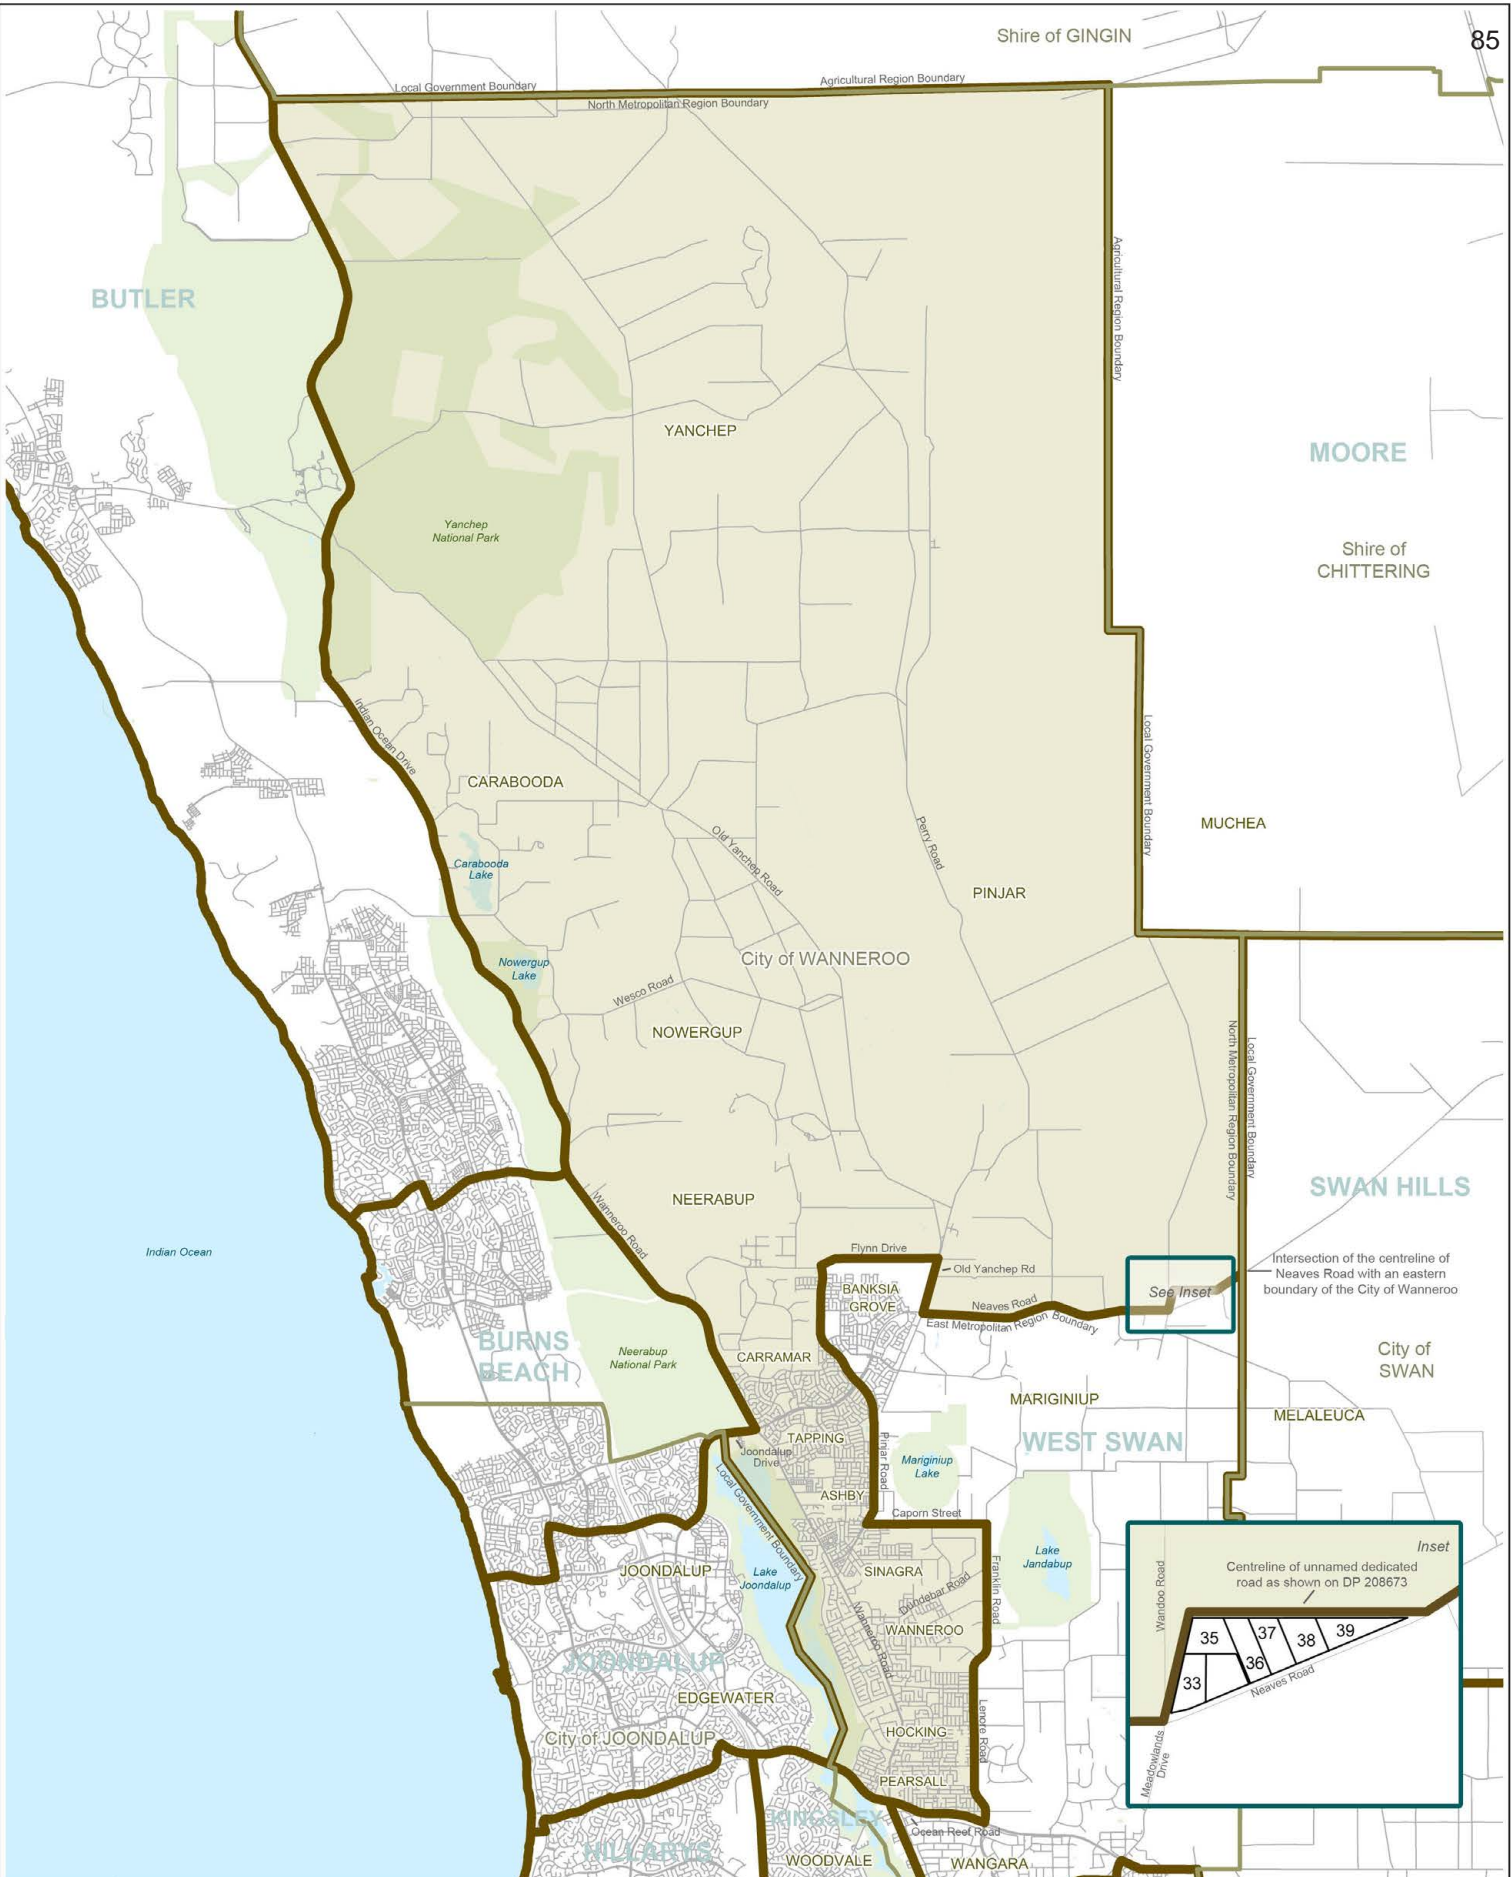 Shire of GINGIN
85
Agricultural Region Boundary
Local Government Boundary
North Metropolitan Region Boundary
Agricultural Region Boundary
BUTLER
YANCHEP
MOORE
Yanchep
National Park
Shire of
CHITTERING
Indian Ocean Drive
Local Government Boundary
CARABOODA
MUCHEA
Old Yanchep Road
Perry Road
Carabooda
Lake
PINJAR
City of WANNEROO
Nowergup
Lake
Wesco Road
NOWERGUP
North Metropolitan Region Boundary
Local Government Boundary
SWAN HILLS
NEERABUP
Wanneroo Road
Indian Ocean
Flynn Drive
Old Yanchep Rd
Intersection of the centreline of
Neaves Road with an eastern
boundary of the City of Wanneroo
BANKSIA
GROVE
See Inset
Neaves Road
East Metropolitan Region Boundary
BURNS
BEACH
Neerabup
National Park
CARRAMAR
City of
SWAN
MARIGINIUP
MELALEUCA
TAPPING
WEST SWAN
Joondalup
Drive
Pinjar Road
Mariginiup
Lake
Local Government Boundary
ASHBY
Caporn Street
Lake
Jandabup
Inset
Centreline of unnamed dedicated
road as shown on DP 208673
JOONDALUP
Lake
Joondalup
SINAGRA
Dundebar Road
Franklin Road
Wandoo Road
WANNEROO
Wanneroo Road
35
37
38
39
36
33
Neaves Road
JOONDALUP
EDGEWATER
Lenore Road
City of JOONDALUP
HOCKING
Meadowlands
Drive
PEARSALL
KINGSLEY
Ocean Reef Road
HILLARYS
WOODVALE
WANGARA